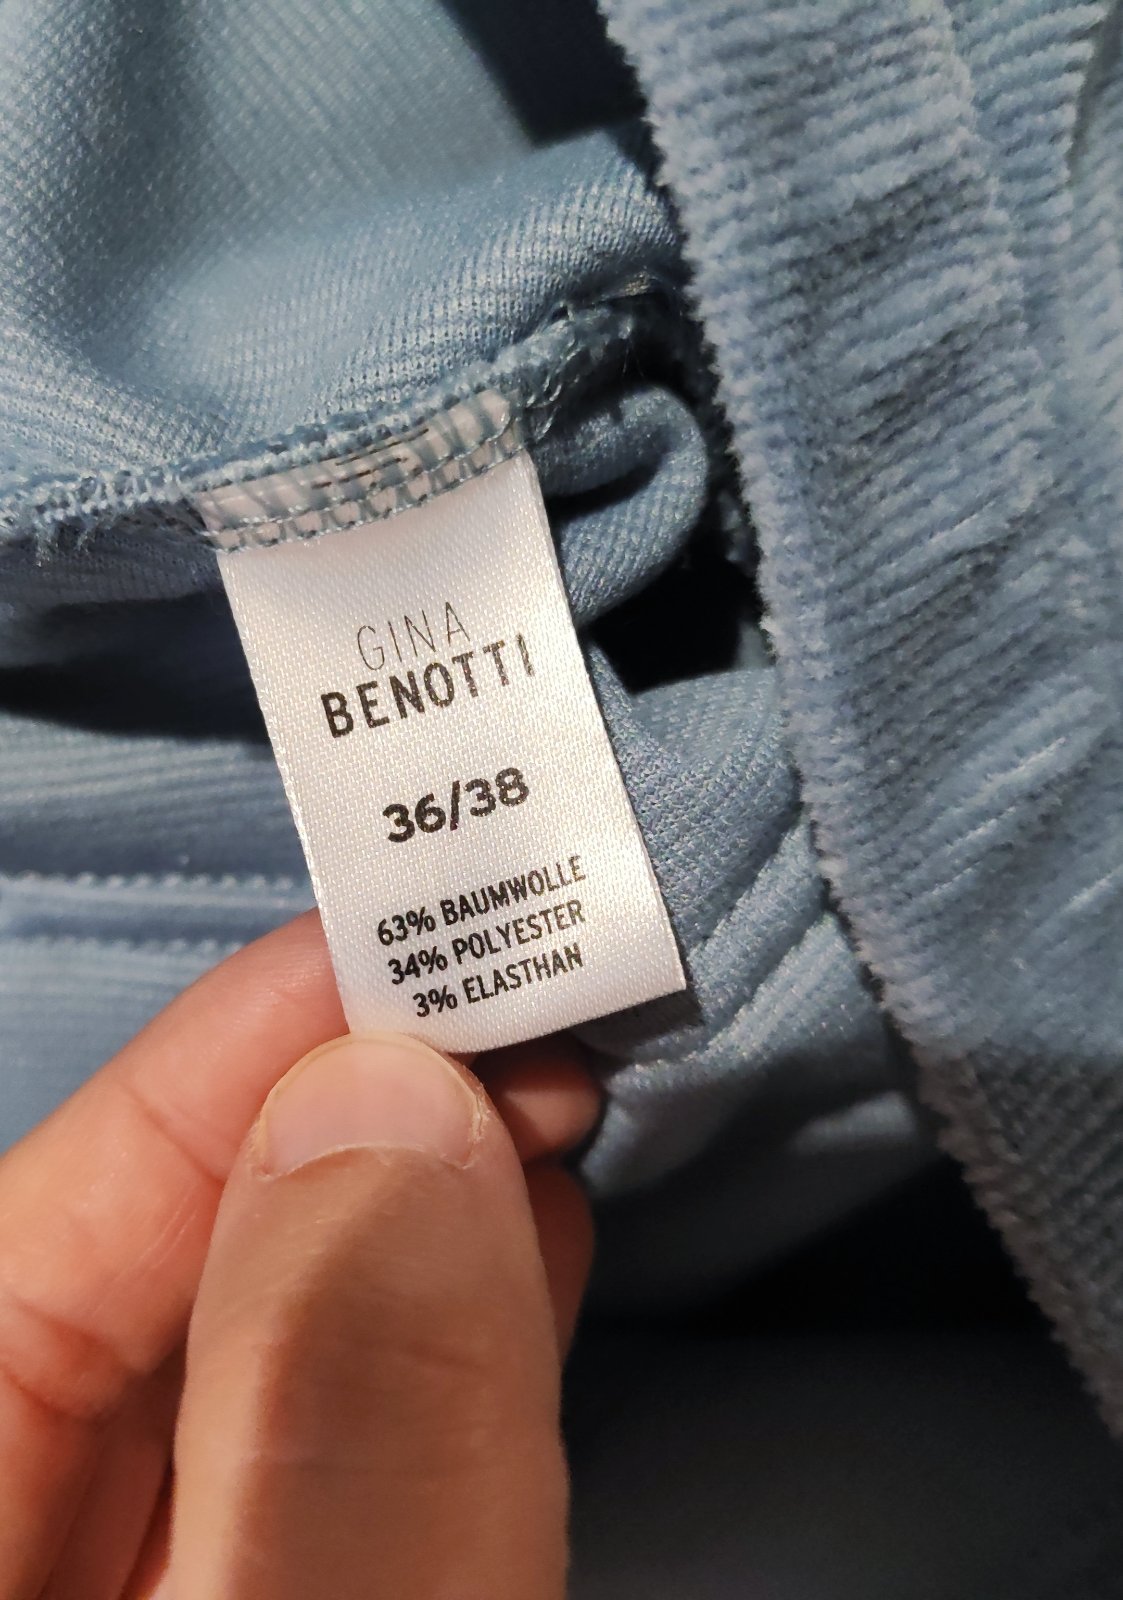 GINA
BENOTTI
36/38
63% BAUMWOLLE
34% POLYESTER
3% ELASTHAN